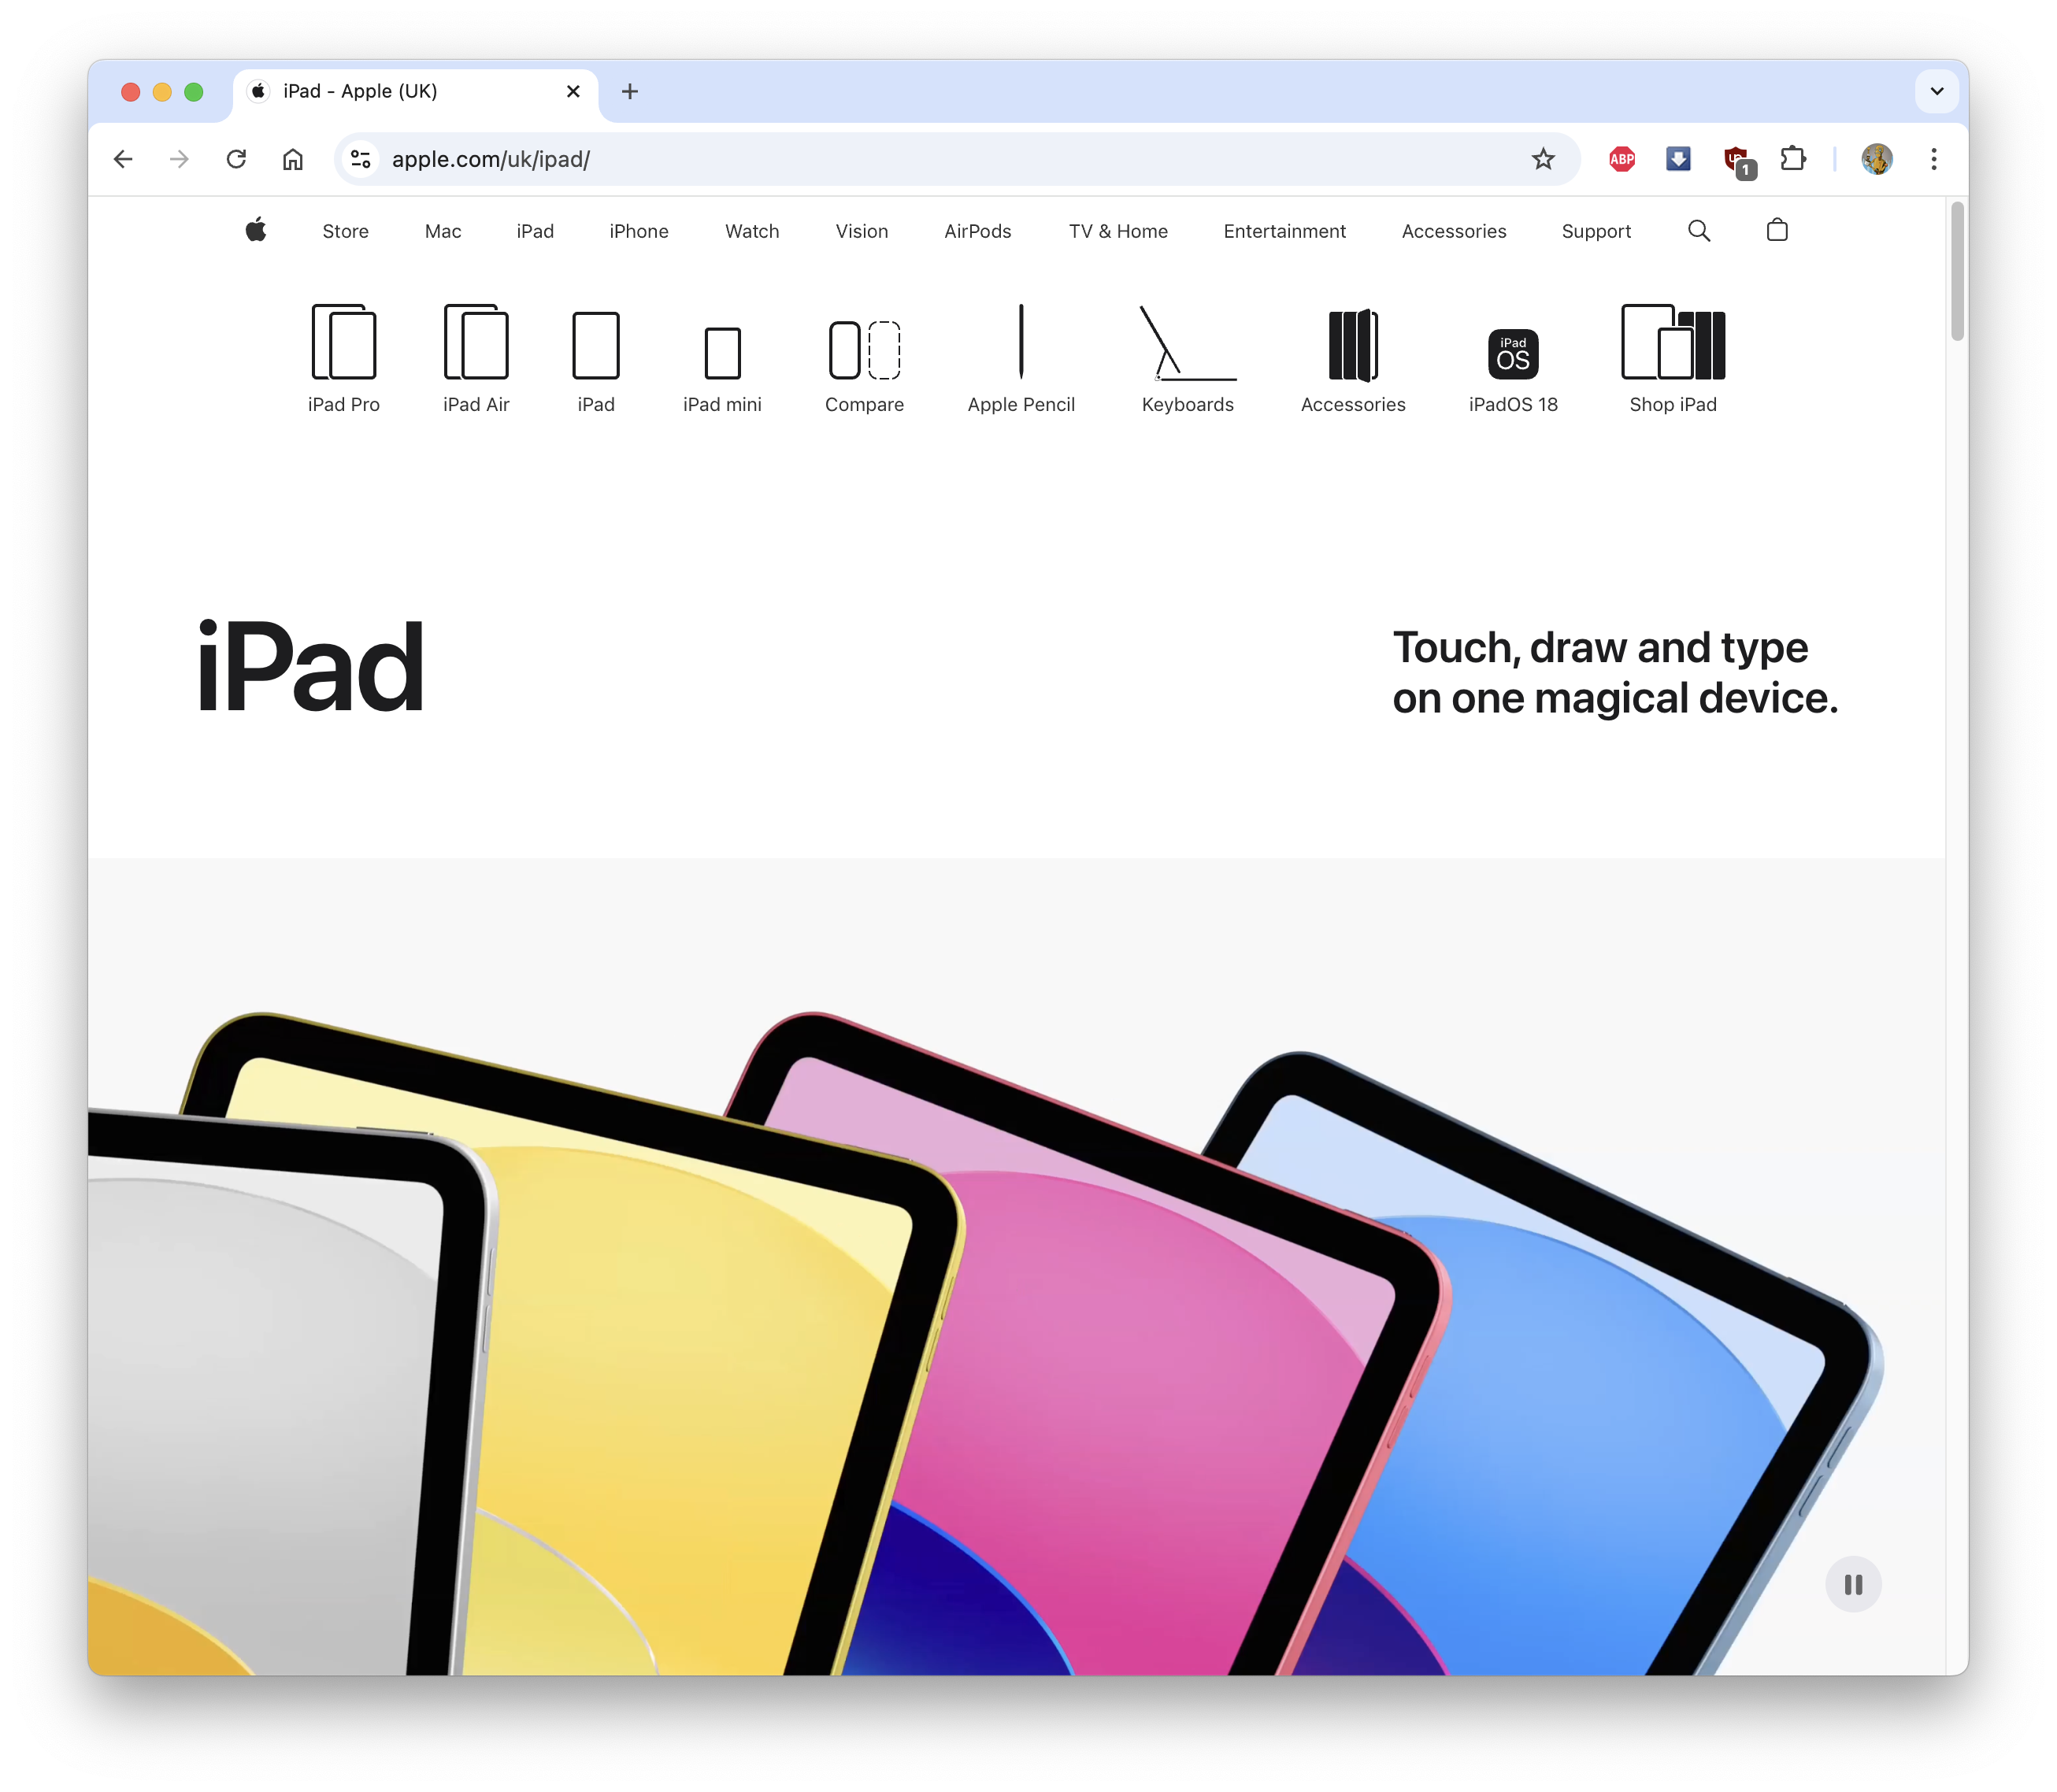 iPad - Apple (UK)
apple.com/uk/ipad/
ABP
1
Store Mac iPad iPhone Watch Vision AirPods TV & Home Entertainment Accessories Support
iPad
OS
iPad Pro iPad Air iPad iPad mini Compare Apple Pencil Keyboards Accessories iPadOS 18 Shop iPad
iPad
Touch, draw and type
on one magical device.